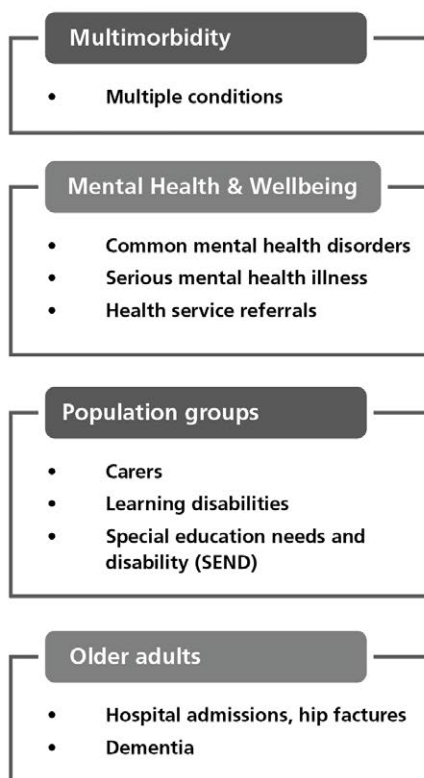 Multimorbidity
• Multiple conditions
Mental Health & Wellbeing
• Common mental health disorders
• Serious mental health illness
• Health service referrals
Population groups
• Carers
• Learning disabilities
• Special education needs and
disability (SEND)
Older adults
• Hospital admissions, hip factures
• Dementia